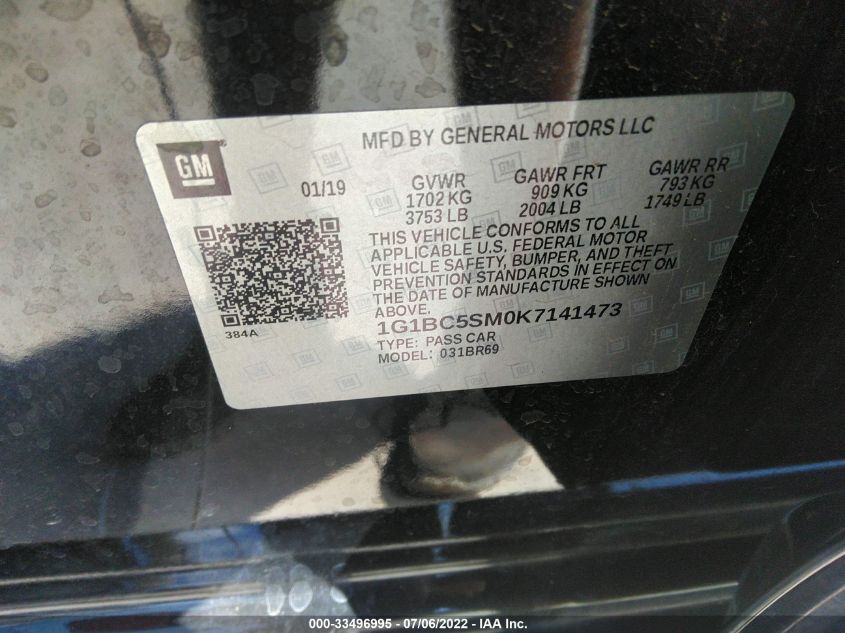 MFD BY GENERAL MOTORS LLC
GM
01/19
GVWR
1702 KG
3753 LB
GAWR FRT
909 KG
2004 LB
GAWR RR
793 KG
1749 LB
THIS VEHICLE CONFORMS TO ALL
APPLICABLE U.S. FEDERAL MOTOR
VEHICLE SAFETY, BUMPER, AND THEFT
PREVENTION STANDARDS IN EFFECT ON
THE DATE OF MANUFACTURE SHOWN
ABOVE.
384A
1G1BC5SM0K7141473
TYPE: PASS CAR
MODEL: 031BR69
000-33496995 - 07/06/2022 - IAA Inc.